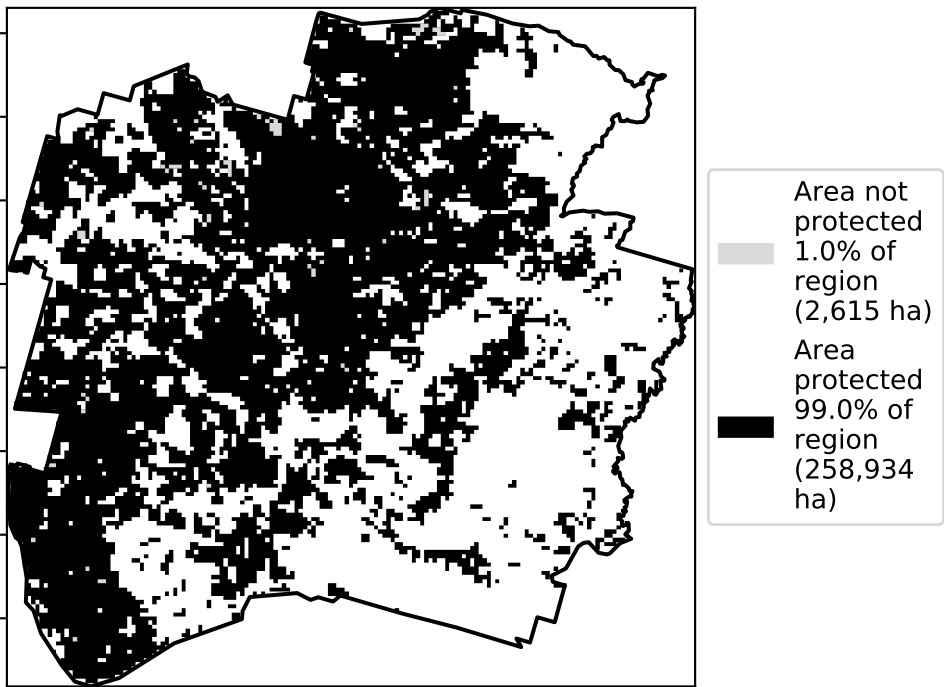 Area not
protected
1.0% of
region
(2,615 ha)
Area
protected
99.0% of
region
(258,934
ha)